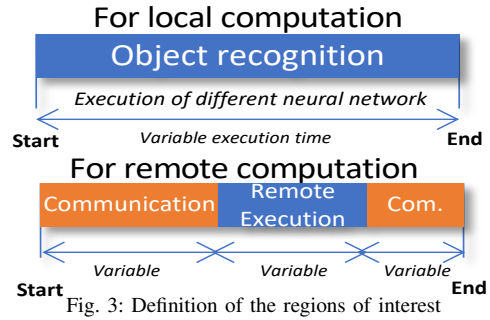 For local computation
Object recognition
Execution of different neural network
Variable execution time
Start
End
For remote computation
Communication
Remote
Execution
Com.
Variable
Variable
Variable
Start
End
Fig. 3: Definition of the regions of interest